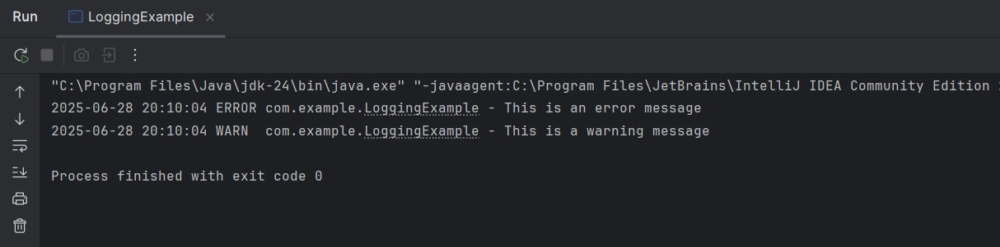 Run LoggingExample
"C:\Program Files\Java\jdk-24\bin\java.exe" "-javaagent:C:\Program Files\JetBrains\IntelliJ IDEA Community Edition
2025-06-28 20:10:04 ERROR com.example.LoggingExample - This is an error message
2025-06-28 20:10:04 WARN  com.example.LoggingExample - This is a warning message
Process finished with exit code 0